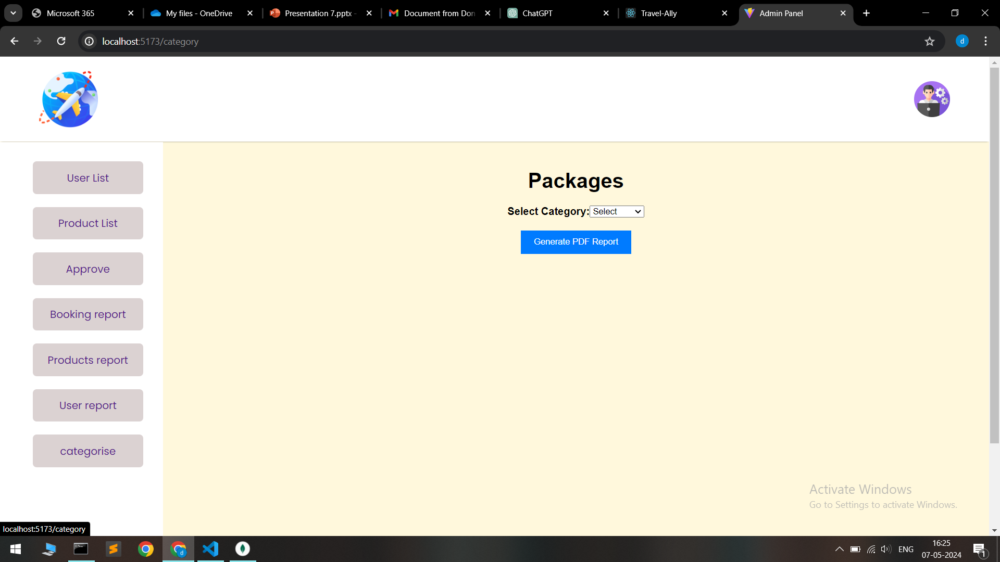 Microsoft 365
My files - OneDrive
Presentation 7.pptx -
Document from Don
ChatGPT
Travel-Ally
Admin Panel
localhost:5173/category
d
Packages
Select Category: Select
Generate PDF Report
User List
Product List
Approve
Booking report
Products report
User report
categorise
Activate Windows
Go to Settings to activate Windows.
localhost:5173/category
ENG
16:25
07-05-2024
1